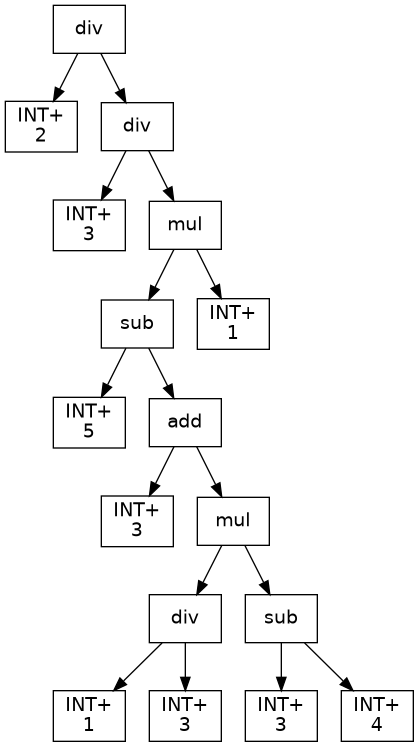 div
INT+
2
div
INT+
3
mul
sub
INT+
1
INT+
5
add
INT+
3
mul
div
sub
INT+
1
INT+
3
INT+
3
INT+
4